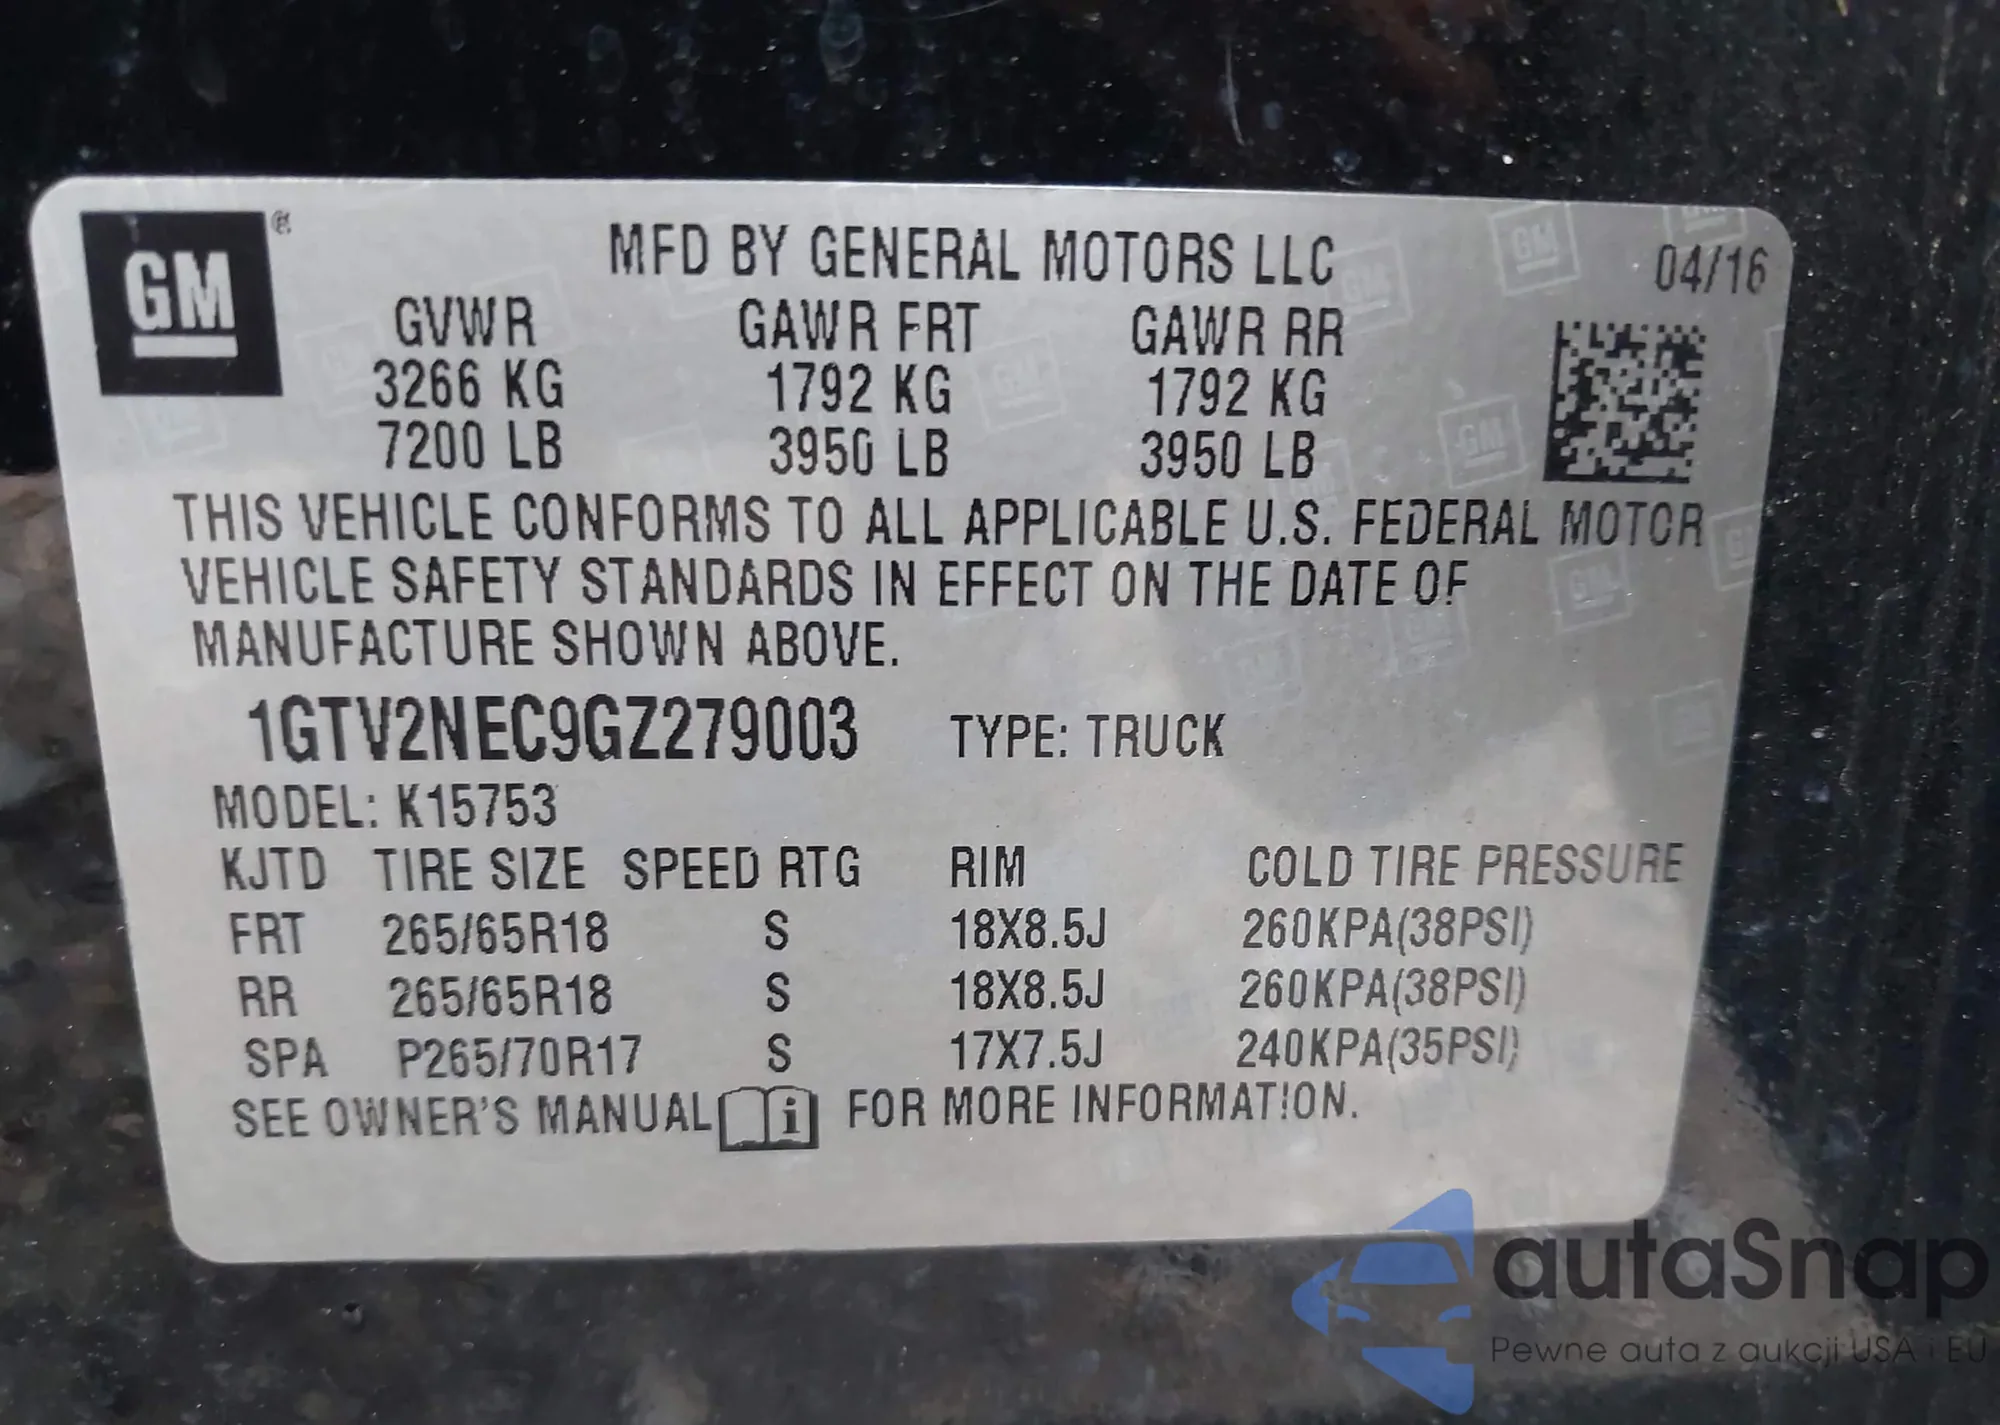 GM ®
MFD BY GENERAL MOTORS LLC
04/16
GVWR GAWR FRT GAWR RR
3266 KG 1792 KG 1792 KG
7200 LB 3950 LB 3950 LB
THIS VEHICLE CONFORMS TO ALL APPLICABLE U.S. FEDERAL MOTOR
VEHICLE SAFETY STANDARDS IN EFFECT ON THE DATE OF
MANUFACTURE SHOWN ABOVE.
1GTV2NEC9GZ279003 TYPE: TRUCK
MODEL: K15753
KJTD TIRE SIZE SPEED RTG RIM COLD TIRE PRESSURE
FRT 265/65R18 S 18X8.5J 260KPA(38PSI)
RR 265/65R18 S 18X8.5J 260KPA(38PSI)
SPA P265/70R17 S 17X7.5J 240KPA(35PSI)
SEE OWNER'S MANUAL i FOR MORE INFORMATION.
autaSnap
Pewne auta z aukcji USA i EU